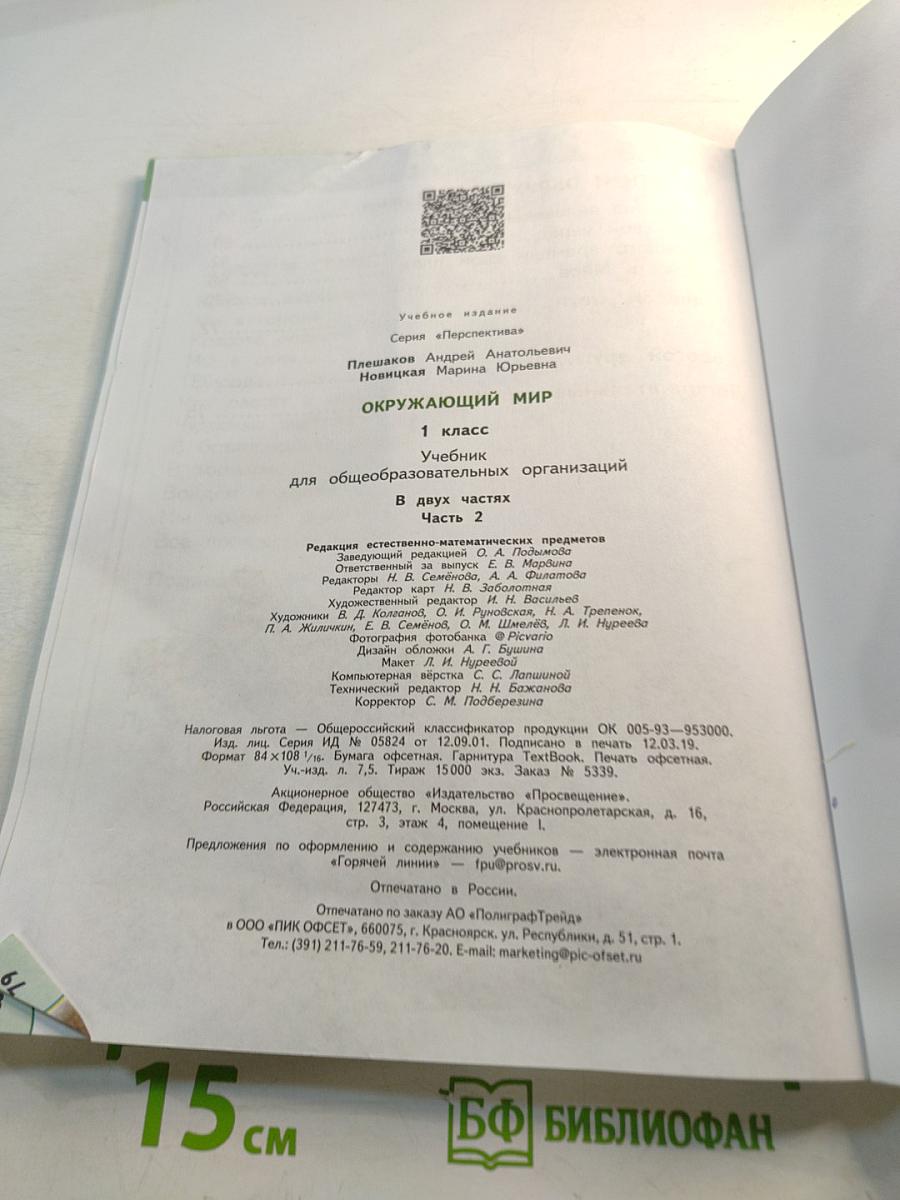 Учебное издание
Серия «Перспектива»
Плешаков Андрей Анатольевич
Новицкая Марина Юрьевна
ОКРУЖАЮЩИЙ МИР
1 класс
Учебник
для общеобразовательных организаций
В двух частях
Часть 2
Редакция естественно-математических предметов
Заведующий редакцией О. А. Подымова
Ответственный за выпуск Е. В. Марвина
Редакторы Н. В. Семёнова, А. А. Филатова
Редактор карт Н. В. Заболотная
Художественный редактор И. Н. Васильев
Художники В. Д. Колганов, О. И. Руновская, Н. А. Трепенок,
П. А. Жиличкин, Е. В. Семёнов, О. М. Шмелёв, Л. И. Нуреева
Фотография фотобанка @ Picvario
Дизайн обложки А. Г. Бушина
Макет Л. И. Нуреевой
Компьютерная вёрстка С. С. Лапшиной
Технический редактор Н. Н. Бажанова
Корректор С. М. Подберезина
Налоговая льгота — Общероссийский классификатор продукции ОК 005-93—953000.
Изд. лиц. Серия ИД № 05824 от 12.09.01. Подписано в печать 12.03.19.
Формат 84×108 1/16. Бумага офсетная. Гарнитура TextBook. Печать офсетная.
Уч.-изд. л. 7,5. Тираж 15 000 экз. Заказ № 5339.
Акционерное общество «Издательство «Просвещение».
Российская Федерация, 127473, г. Москва, ул. Краснопролетарская, д. 16,
стр. 3, этаж 4, помещение I.
Предложения по оформлению и содержанию учебников — электронная почта
«Горячей линии» — fpu@prosv.ru.
Отпечатано в России.
Отпечатано по заказу АО «ПолиграфТрейд»
в ООО «ПИК ОФСЕТ», 660075, г. Красноярск. ул. Республики, д. 51, стр. 1.
Тел.: (391) 211-76-59, 211-76-20. E-mail: marketing@pic-ofset.ru
15 см
БФ БИБЛИОФАН